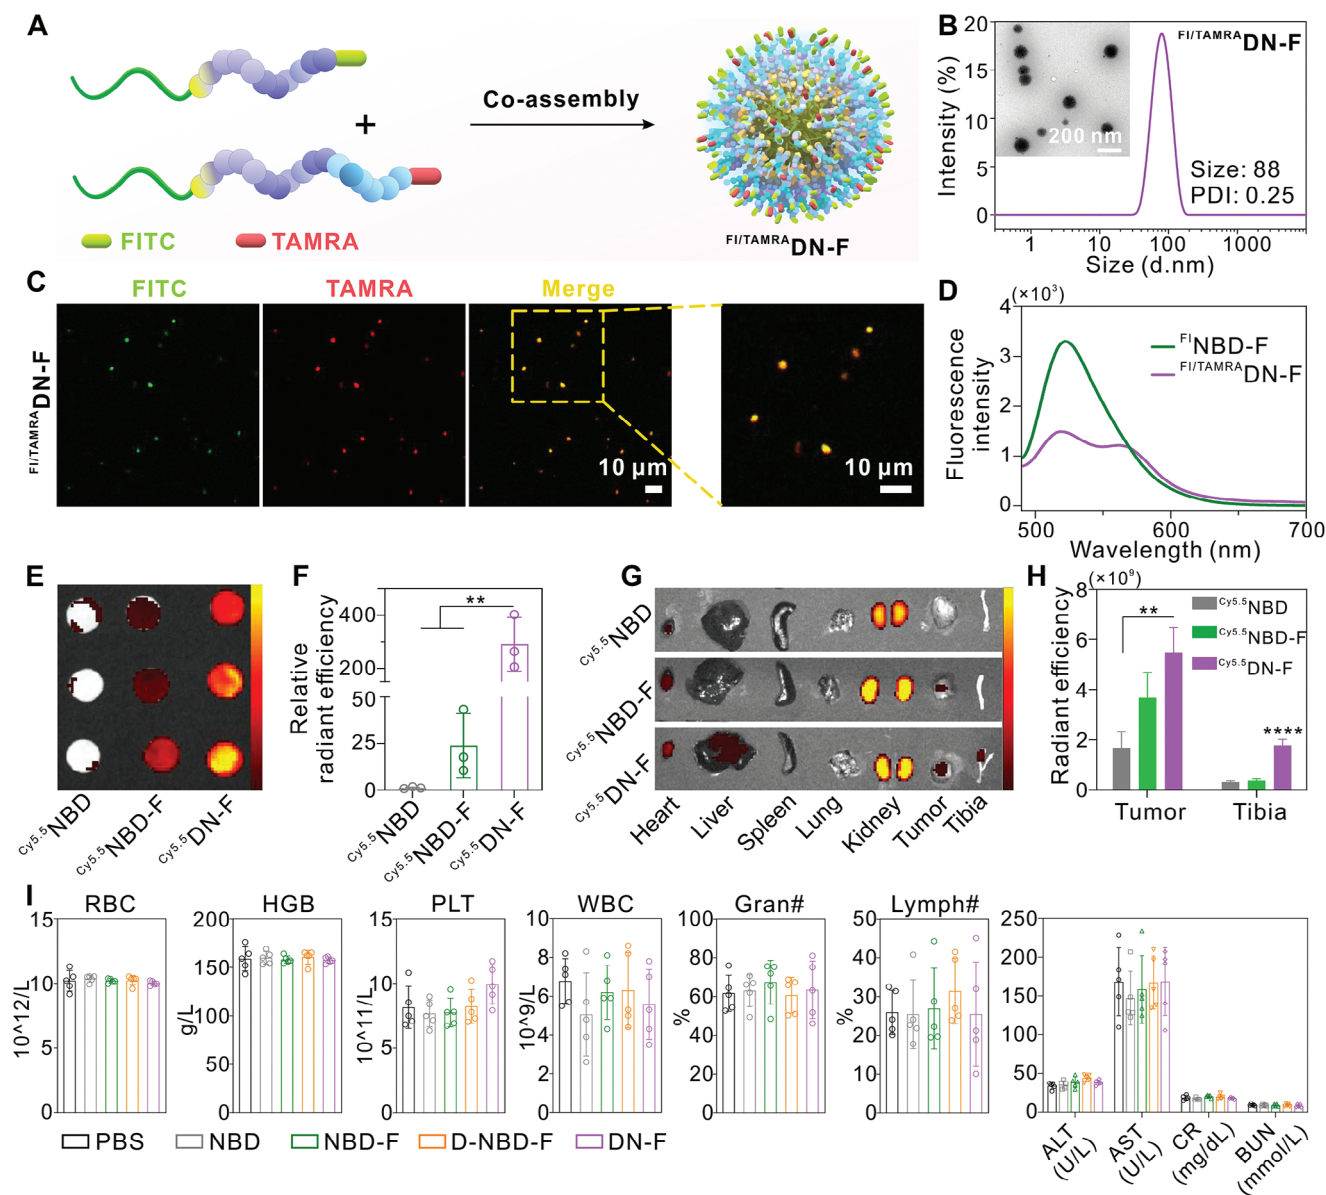 A
+
Co-assembly
FITC
TAMRA
FI/TAMRADN-F
B
Intensity (%)
20
15
10
5
0
200 nm
FI/TAMRADN-F
Size: 88
PDI: 0.25
1
10
100
1000
Size (d.nm)
C
FITC
TAMRA
Merge
FI/TAMRADN-F
10 μm
10 μm
D
(×10³)
Fluorescence
intensity
4
3
2
1
0
FINBD-F
FI/TAMRADN-F
500
600
700
Wavelength (nm)
E
Cy5.5NBD
Cy5.5NBD-F
Cy5.5DN-F
F
Relative
radiant efficiency
400
200
50
25
0
**
Cy5.5NBD
Cy5.5NBD-F
Cy5.5DN-F
G
Cy5.5NBD
Cy5.5NBD-F
Cy5.5DN-F
Heart
Liver
Spleen
Lung
Kidney
Tumor
Tibia
H
(×10⁹)
Radiant efficiency
8
6
4
2
0
**
****
Cy5.5NBD
Cy5.5NBD-F
Cy5.5DN-F
Tumor
Tibia
I
RBC
10^12/L
15
10
5
0
HGB
g/L
200
150
100
50
0
PLT
10^11/L
15
10
5
0
WBC
10^9/L
10
8
6
4
2
0
Gran#
%
100
80
60
40
20
0
Lymph#
%
50
40
30
20
10
0
250
200
150
100
50
0
ALT
(U/L)
AST
(U/L)
CR
(mg/dL)
BUN
(mmol/L)
PBS
NBD
NBD-F
D-NBD-F
DN-F